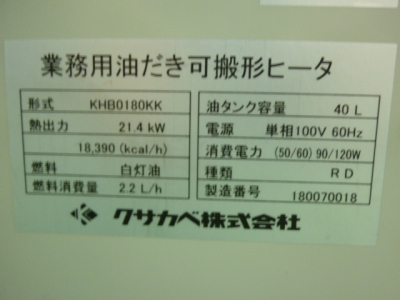 業務用油だき可搬形ヒータ
形式 KHB0180KK
熱出力 21.4 kW
18,390 (kcal/h)
燃料 白灯油
燃料消費量 2.2 L/h
油タンク容量 40 L
電源 単相100V 60Hz
消費電力 (50/60) 90/120W
種類 RD
製造番号 180070018
クサカベ株式会社